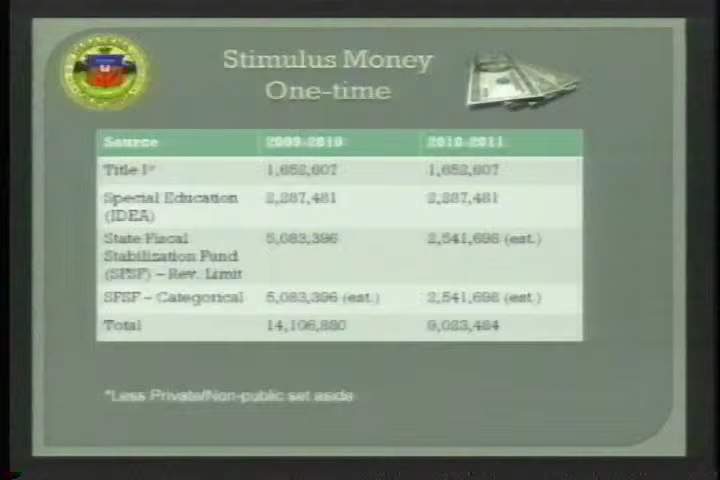 Stimulus Money
One-time
Source 2009-2010 2010-2011
Title I* 1,652,607 1,652,607
Special Education 2,287,481 2,287,481
(IDEA)
State Fiscal 5,083,396 2,541,698 (est.)
Stabilization Fund
(SFSF) – Rev. Limit
SFSF – Categorical 5,083,396 (est.) 2,541,698 (est.)
Total 14,106,880 9,023,484
*Less Private/Non-public set aside